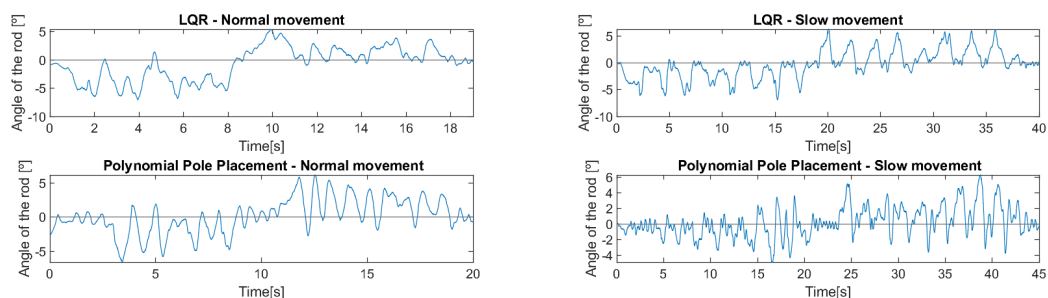 LQR - Normal movement
Angle of the rod [º]
5
0
-5
-10
0 2 4 6 8 10 12 14 16 18
Time[s]
LQR - Slow movement
Angle of the rod [º]
5
0
-5
-10
0 5 10 15 20 25 30 35 40
Time[s]
Polynomial Pole Placement - Normal movement
Angle of the rod [º]
5
0
-5
0 5 10 15 20
Time[s]
Polynomial Pole Placement - Slow movement
Angle of the rod [º]
6
4
2
0
-2
-4
0 5 10 15 20 25 30 35 40 45
Time[s]